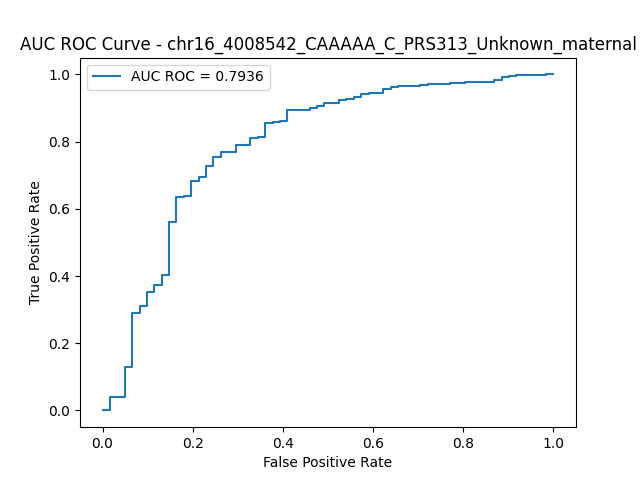 AUC ROC Curve - chr16_4008542_CAAAAA_C_PRS313_Unknown_maternal
AUC ROC = 0.7936
True Positive Rate
1.0
0.8
0.6
0.4
0.2
0.0
0.0 0.2 0.4 0.6 0.8 1.0
False Positive Rate